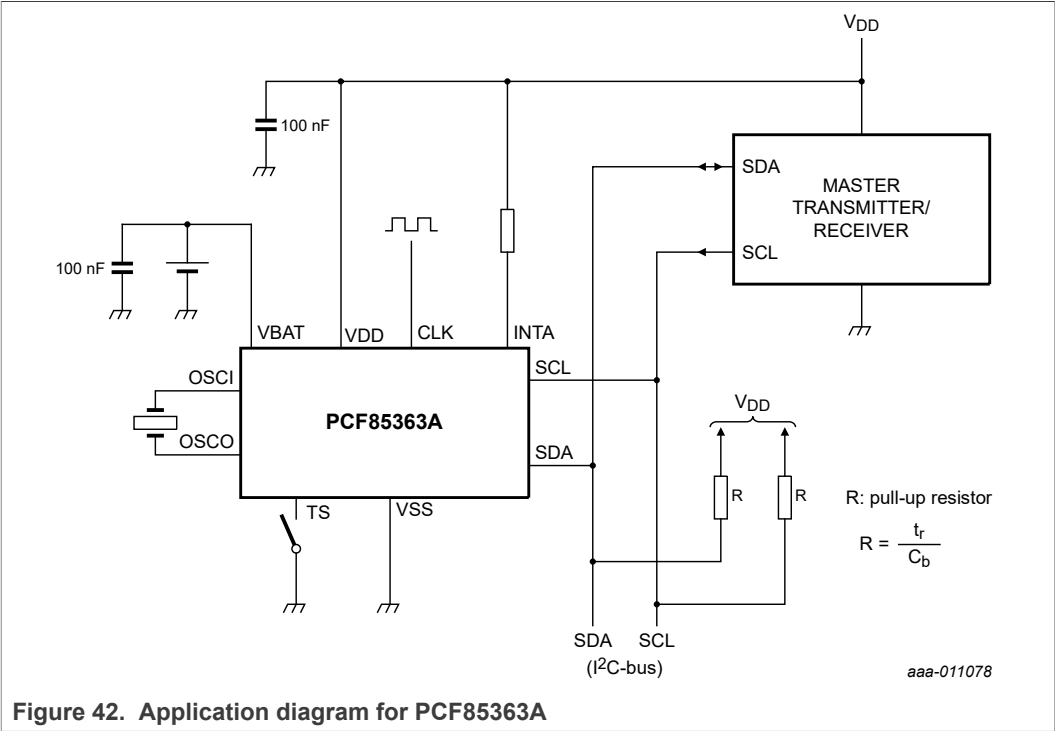 VDD
100 nF
SDA
MASTER
TRANSMITTER/
RECEIVER
SCL
100 nF
VBAT
VDD
CLK
INTA
OSCI
SCL
PCF85363A
OSCO
SDA
TS
VSS
VDD
R
R
R: pull-up resistor
R = tr / Cb
SDA SCL
(I²C-bus)
aaa-011078
Figure 42. Application diagram for PCF85363A